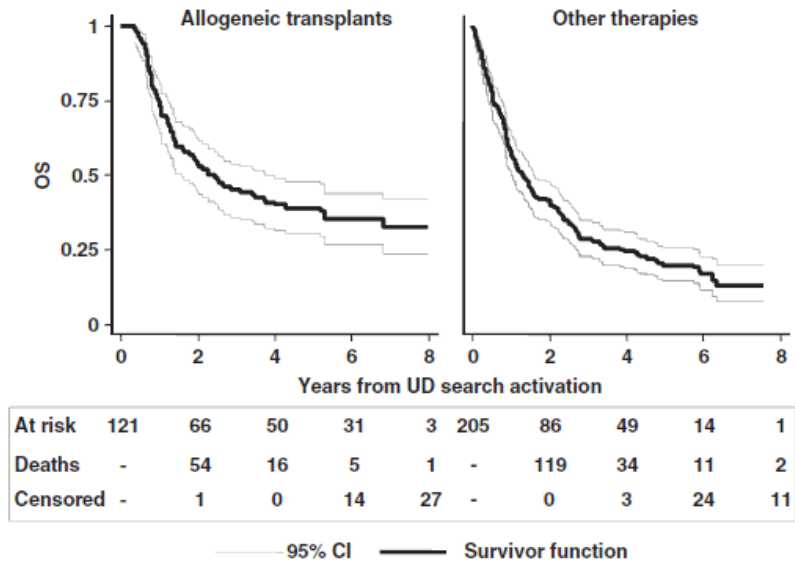 Allogeneic transplants Other therapies
1
0.75
0.5
0.25
0
OS
0 2 4 6 8 0 2 4 6 8
Years from UD search activation
At risk 121 66 50 31 3 205 86 49 14 1
Deaths - 54 16 5 1 - 119 34 11 2
Censored - 1 0 14 27 - 0 3 24 11
95% CI Survivor function